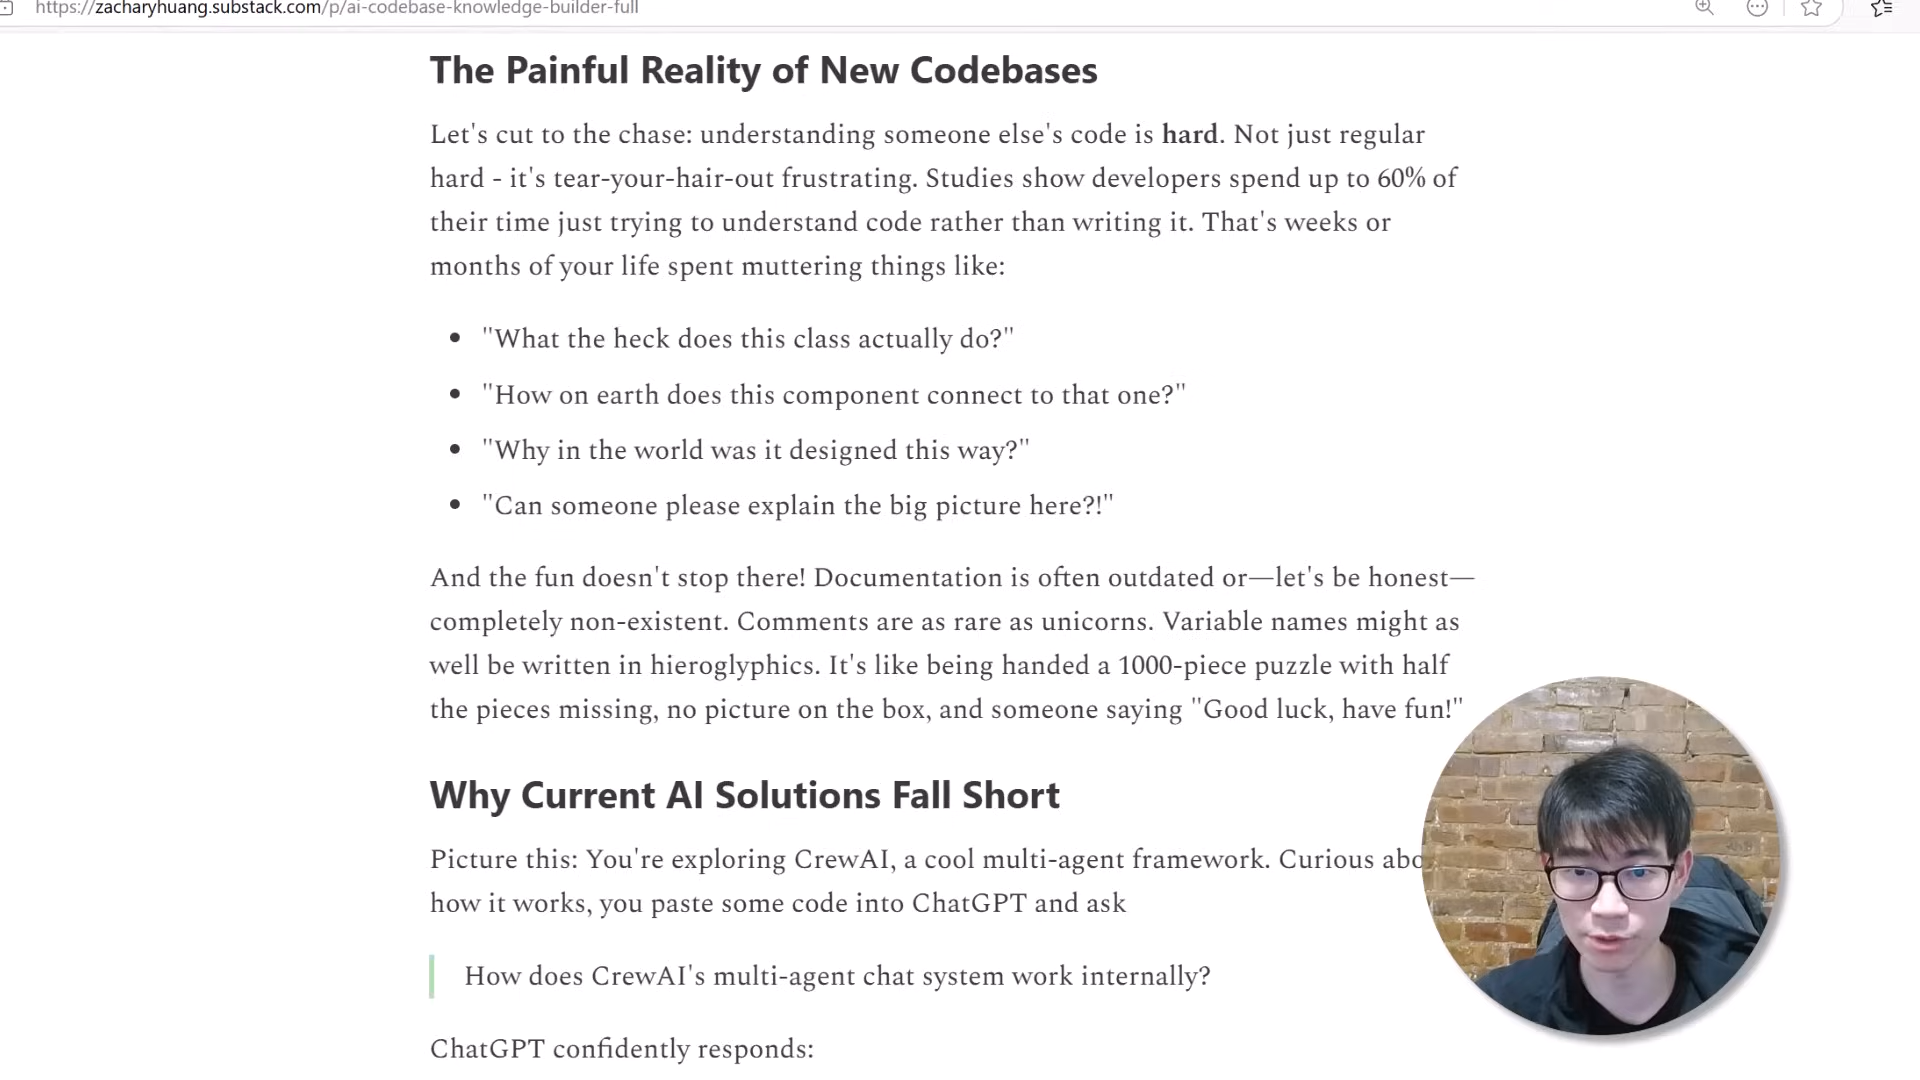 https://zacharyhuang.substack.com/p/ai-codebase-knowledge-builder-full
The Painful Reality of New Codebases
Let's cut to the chase: understanding someone else's code is hard. Not just regular
hard - it's tear-your-hair-out frustrating. Studies show developers spend up to 60% of
their time just trying to understand code rather than writing it. That's weeks or
months of your life spent muttering things like:
• "What the heck does this class actually do?"
• "How on earth does this component connect to that one?"
• "Why in the world was it designed this way?"
• "Can someone please explain the big picture here?!"
And the fun doesn't stop there! Documentation is often outdated or—let's be honest—
completely non-existent. Comments are as rare as unicorns. Variable names might as
well be written in hieroglyphics. It's like being handed a 1000-piece puzzle with half
the pieces missing, no picture on the box, and someone saying "Good luck, have fun!"
Why Current AI Solutions Fall Short
Picture this: You're exploring CrewAI, a cool multi-agent framework. Curious abo
how it works, you paste some code into ChatGPT and ask
How does CrewAI's multi-agent chat system work internally?
ChatGPT confidently responds: